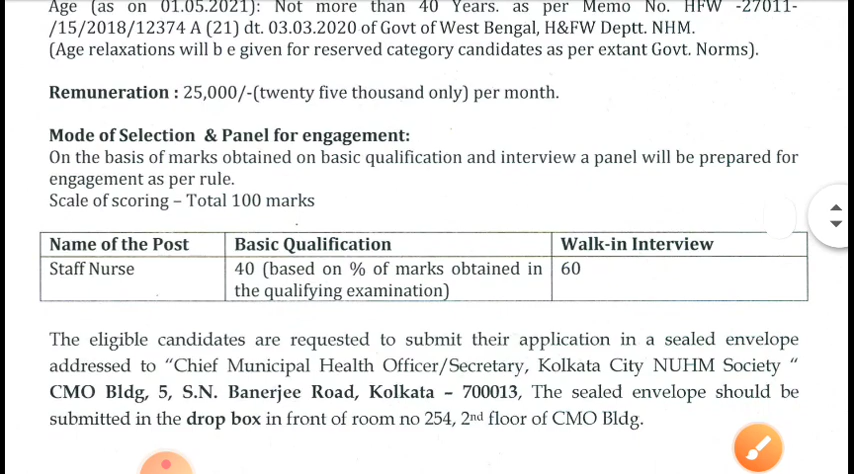 Age (as on 01.05.2021): Not more than 40 Years. as per Memo No. HFW -27011-
/15/2018/12374 A (21) dt. 03.03.2020 of Govt of West Bengal, H&FW Deptt. NHM.
(Age relaxations will b e given for reserved category candidates as per extant Govt. Norms).
Remuneration : 25,000/-(twenty five thousand only) per month.
Mode of Selection & Panel for engagement:
On the basis of marks obtained on basic qualification and interview a panel will be prepared for
engagement as per rule.
Scale of scoring – Total 100 marks
Name of the Post Basic Qualification Walk-in Interview
Staff Nurse 40 (based on % of marks obtained in 60
the qualifying examination)
The eligible candidates are requested to submit their application in a sealed envelope
addressed to “Chief Municipal Health Officer/Secretary, Kolkata City NUHM Society “
CMO Bldg, 5, S.N. Banerjee Road, Kolkata – 700013, The sealed envelope should be
submitted in the drop box in front of room no 254, 2nd floor of CMO Bldg.